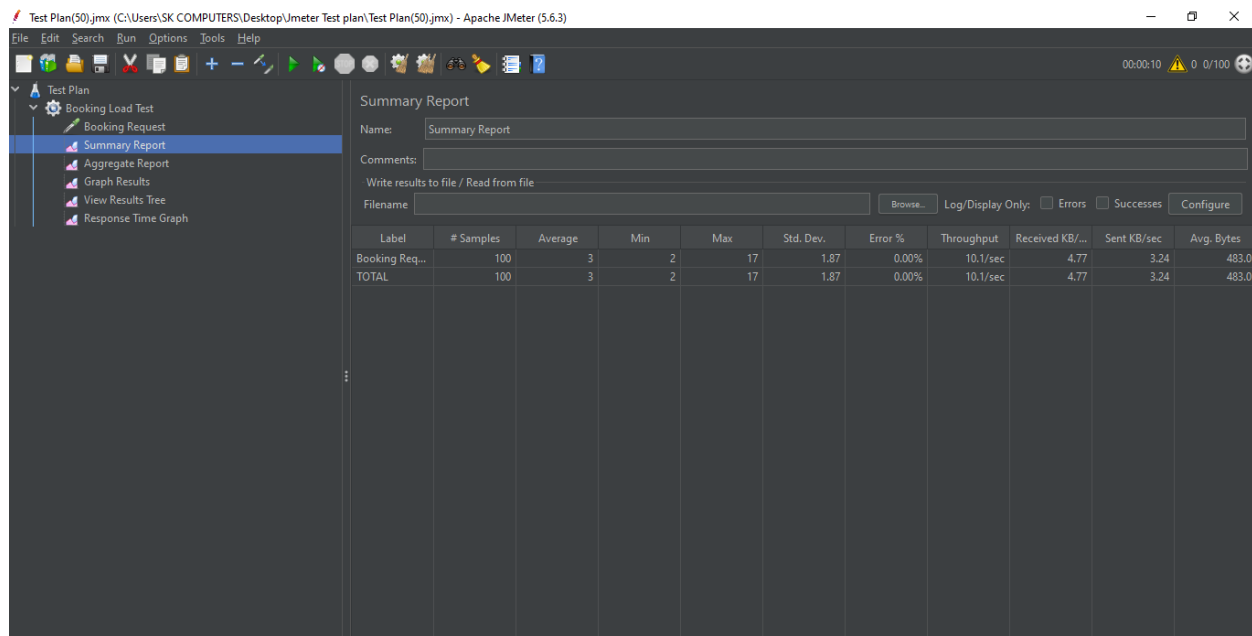 Test Plan(50).jmx (C:\Users\SK COMPUTERS\Desktop\Jmeter Test plan\Test Plan(50).jmx) - Apache JMeter (5.6.3)
File Edit Search Run Options Tools Help
00:00:10 0 0/100
Test Plan
Booking Load Test
Booking Request
Summary Report
Aggregate Report
Graph Results
View Results Tree
Response Time Graph
Summary Report
Name: Summary Report
Comments:
Write results to file / Read from file
Filename Browse... Log/Display Only: Errors Successes Configure
Label # Samples Average Min Max Std. Dev. Error % Throughput Received KB/... Sent KB/sec Avg. Bytes
Booking Req... 100 3 2 17 1.87 0.00% 10.1/sec 4.77 3.24 483.0
TOTAL 100 3 2 17 1.87 0.00% 10.1/sec 4.77 3.24 483.0